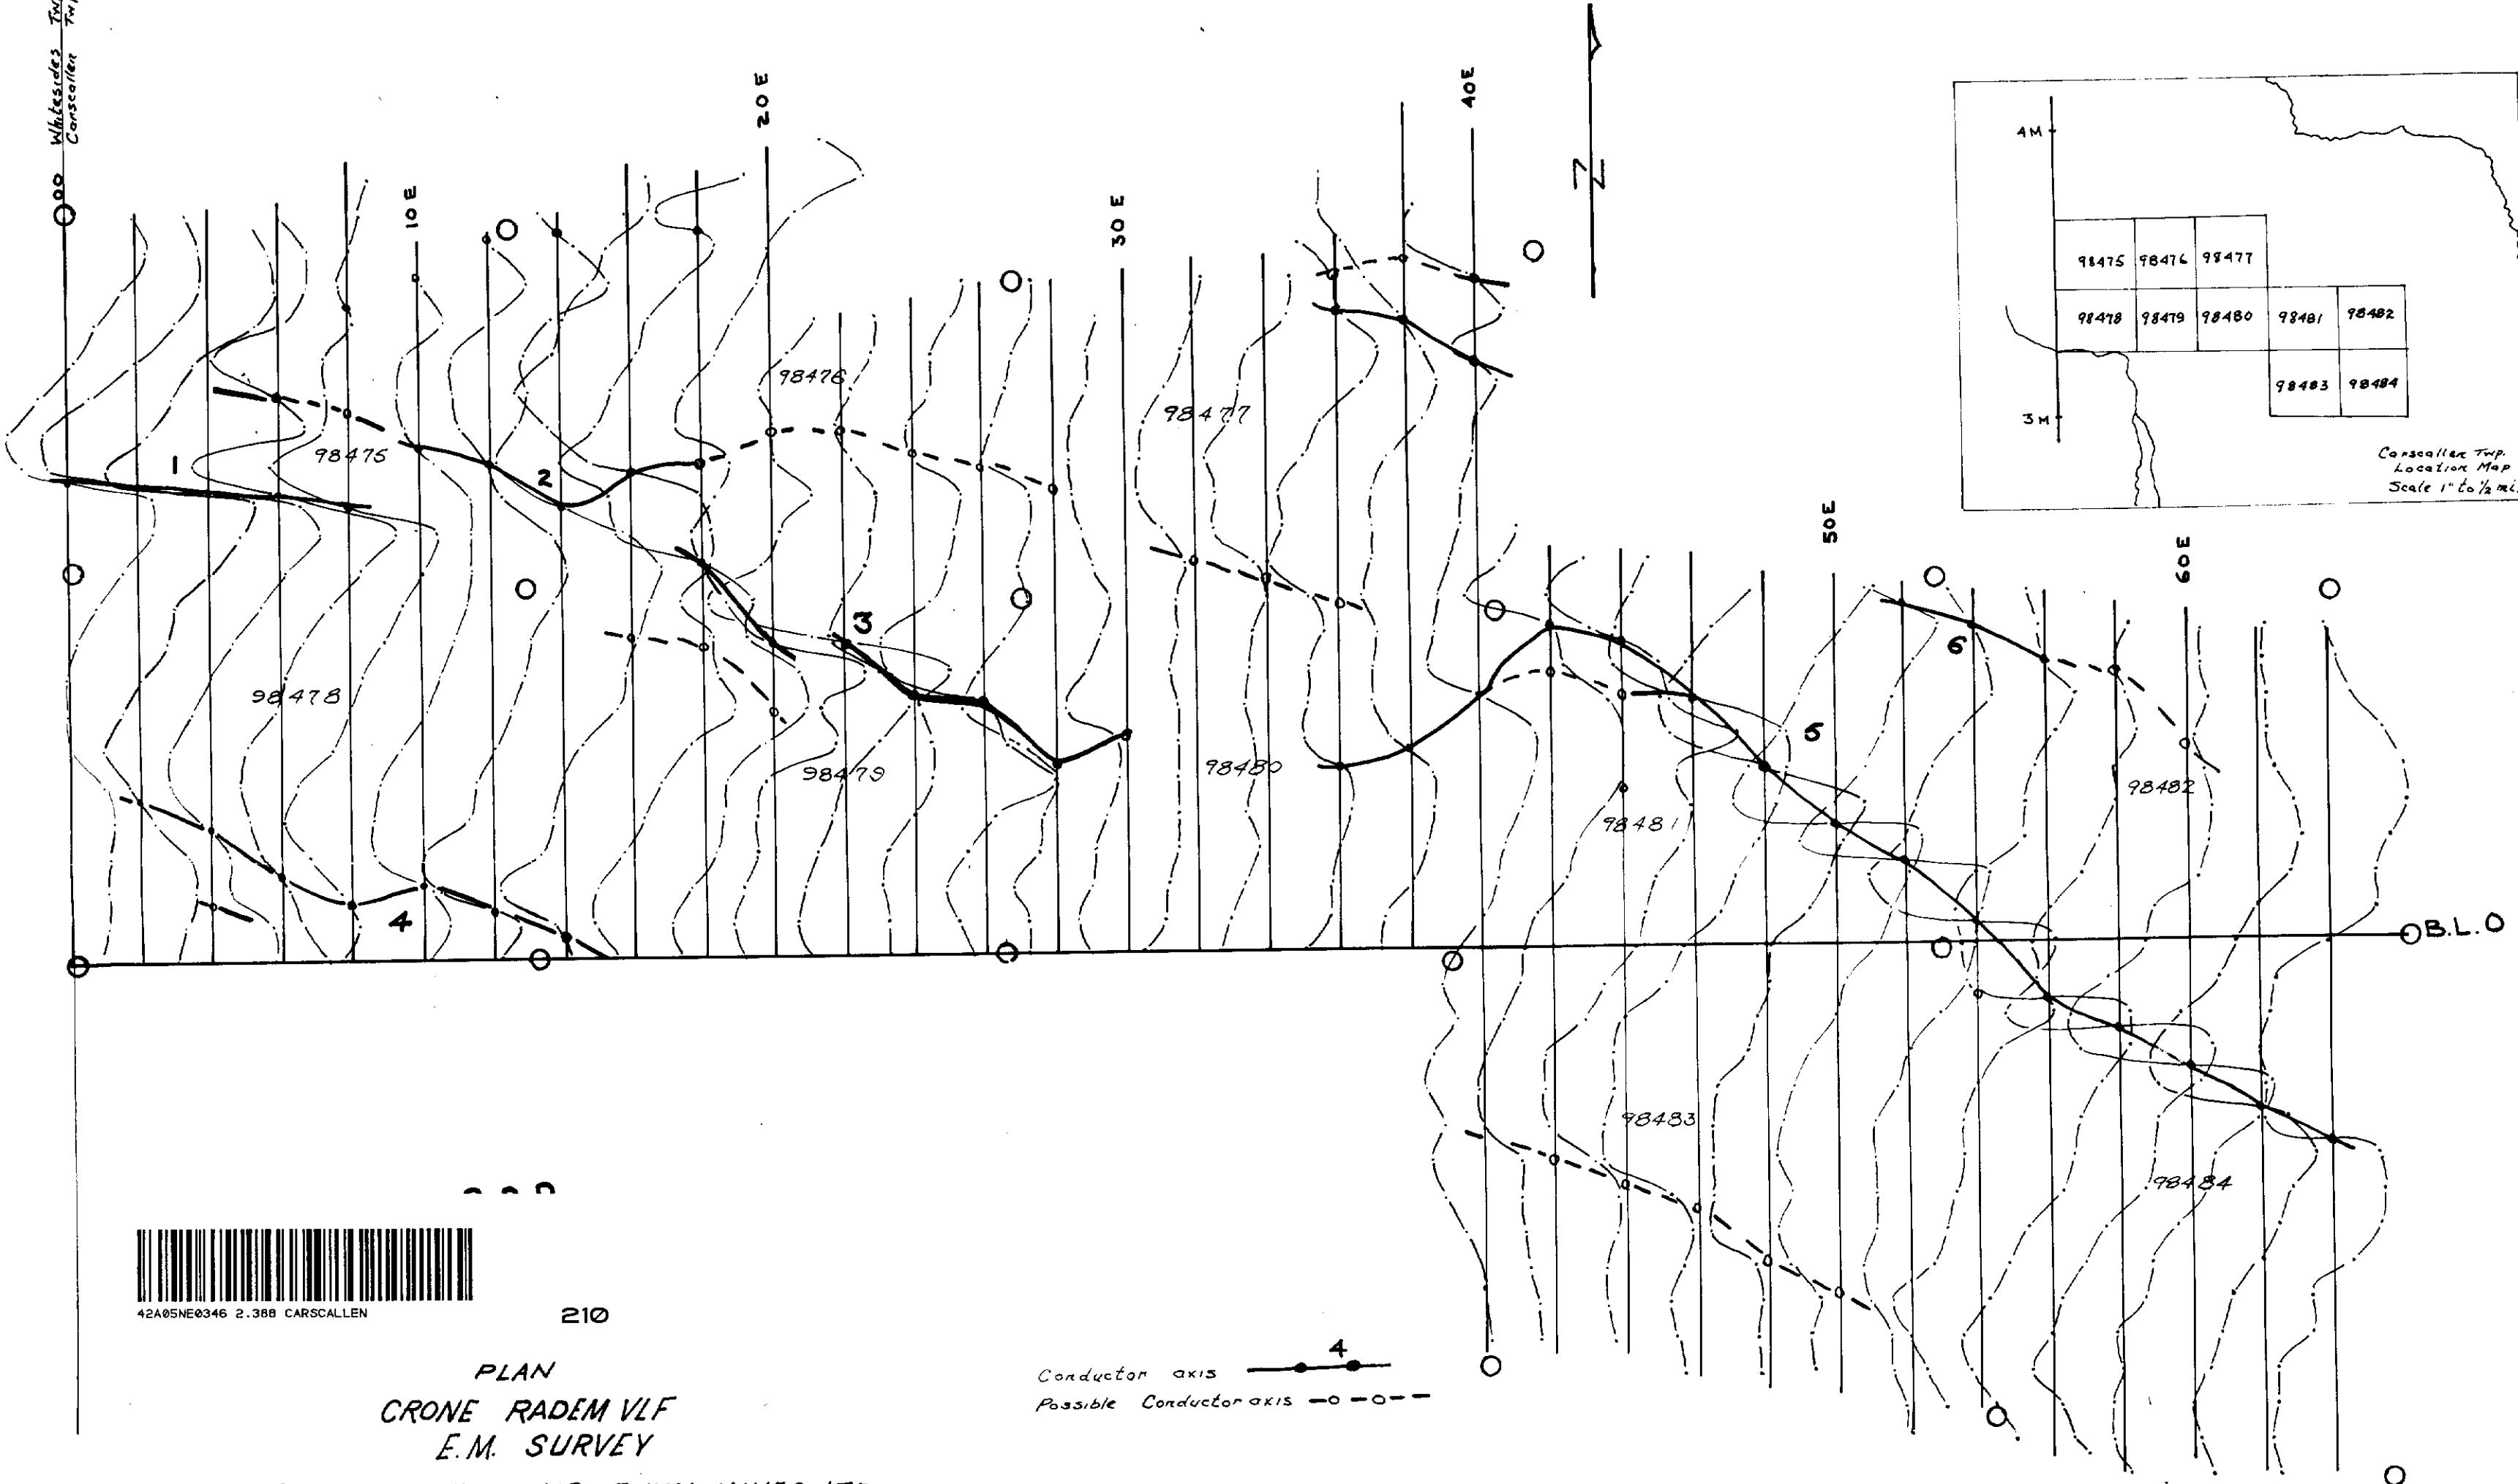 Whitesides Twp
Carscallen Twp
00
10E
20E
30E
40E
50E
60E
N
4M
3M
98475 98476 98477
98478 98479 98480 98481 98482
98483 98484
Carscallen Twp.
Location Map
Scale 1" to 1/2 mi.
98476
98477
98475
1
2
3
98478
98479
98480
6
5
98482
98481
4
B.L.O
98483
98484
42A05NE0346 2.388 CARSCALLEN
210
PLAN
CRONE RADEM VLF
E.M. SURVEY
Conductor axis 4
Possible Conductor axis